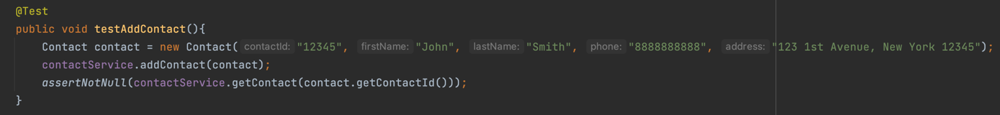 @Test
public void testAddContact(){
Contact contact = new Contact( contactId: "12345", firstName: "John", lastName: "Smith", phone: "8888888888", address: "123 1st Avenue, New York 12345");
contactService.addContact(contact);
assertNotNull(contactService.getContact(contact.getContactId()));
}